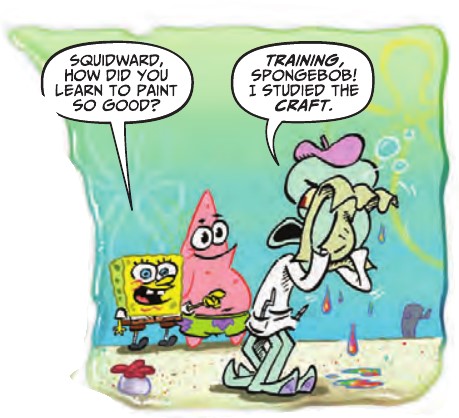 SQUIDWARD,
HOW DID YOU
LEARN TO PAINT
SO GOOD?
TRAINING,
SPONGEBOB!
I STUDIED THE
CRAFT.